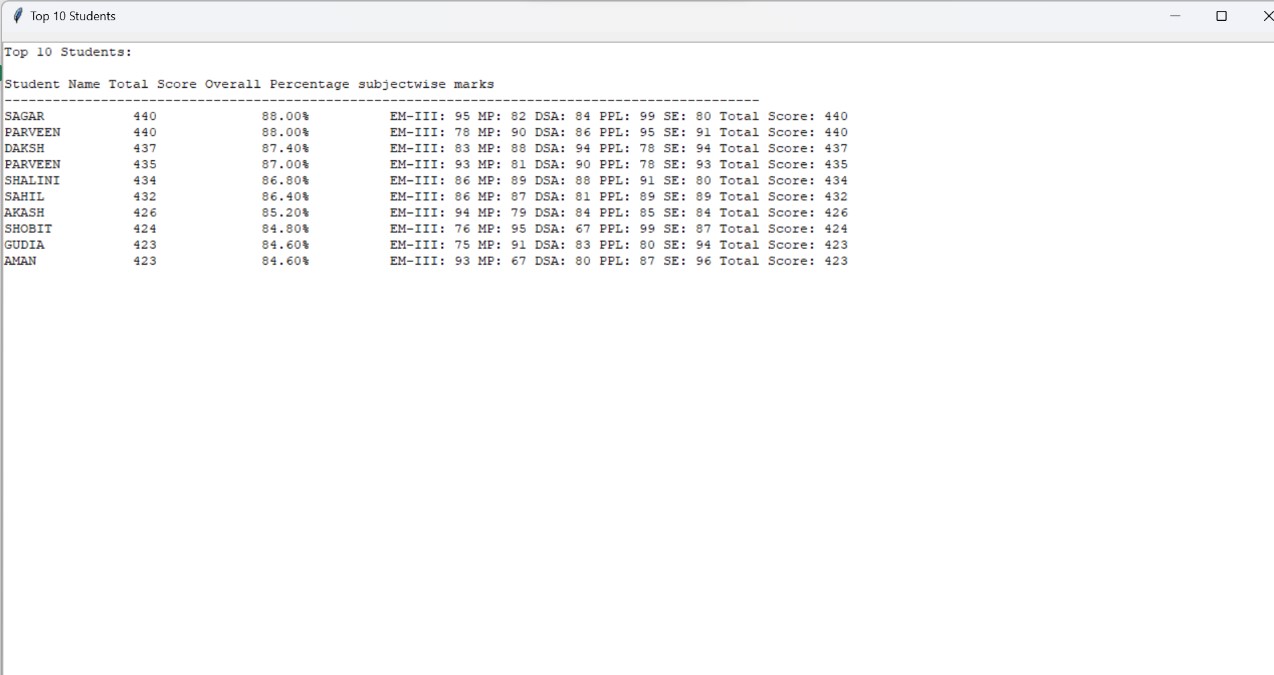 Top 10 Students
Top 10 Students:
Student Name Total Score Overall Percentage subjectwise marks
----------------------------------------------------------------------------------------------
SAGAR 440 88.00% EM-III: 95 MP: 82 DSA: 84 PPL: 99 SE: 80 Total Score: 440
PARVEEN 440 88.00% EM-III: 78 MP: 90 DSA: 86 PPL: 95 SE: 91 Total Score: 440
DAKSH 437 87.40% EM-III: 83 MP: 88 DSA: 94 PPL: 78 SE: 94 Total Score: 437
PARVEEN 435 87.00% EM-III: 93 MP: 81 DSA: 90 PPL: 78 SE: 93 Total Score: 435
SHALINI 434 86.80% EM-III: 86 MP: 89 DSA: 88 PPL: 91 SE: 80 Total Score: 434
SAHIL 432 86.40% EM-III: 86 MP: 87 DSA: 81 PPL: 89 SE: 89 Total Score: 432
AKASH 426 85.20% EM-III: 94 MP: 79 DSA: 84 PPL: 85 SE: 84 Total Score: 426
SHOBIT 424 84.80% EM-III: 76 MP: 95 DSA: 67 PPL: 99 SE: 87 Total Score: 424
GUDIA 423 84.60% EM-III: 75 MP: 91 DSA: 83 PPL: 80 SE: 94 Total Score: 423
AMAN 423 84.60% EM-III: 93 MP: 67 DSA: 80 PPL: 87 SE: 96 Total Score: 423